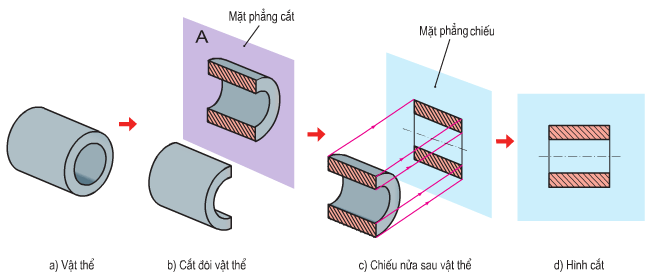 Mặt phẳng cắt
A
Mặt phẳng chiếu
a) Vật thể
b) Cắt đôi vật thể
c) Chiếu nửa sau vật thể
d) Hình cắt